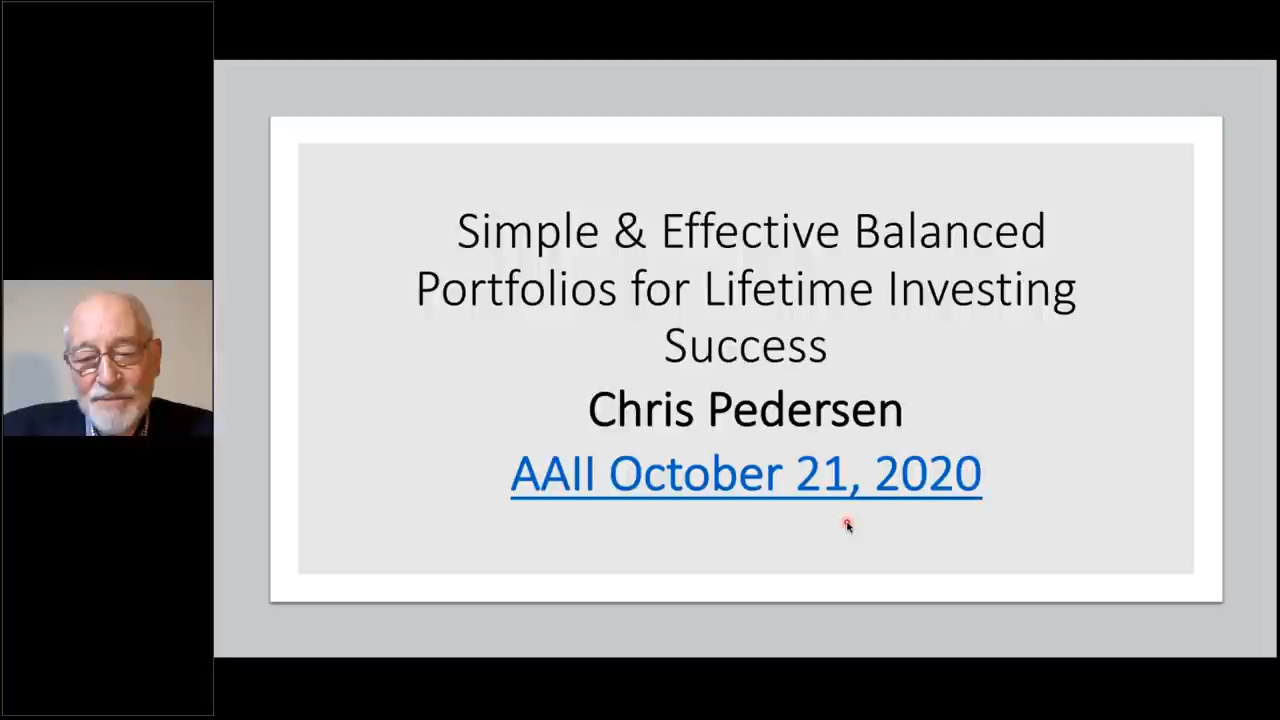 Simple & Effective Balanced
Portfolios for Lifetime Investing
Success
Chris Pedersen
AAII October 21, 2020